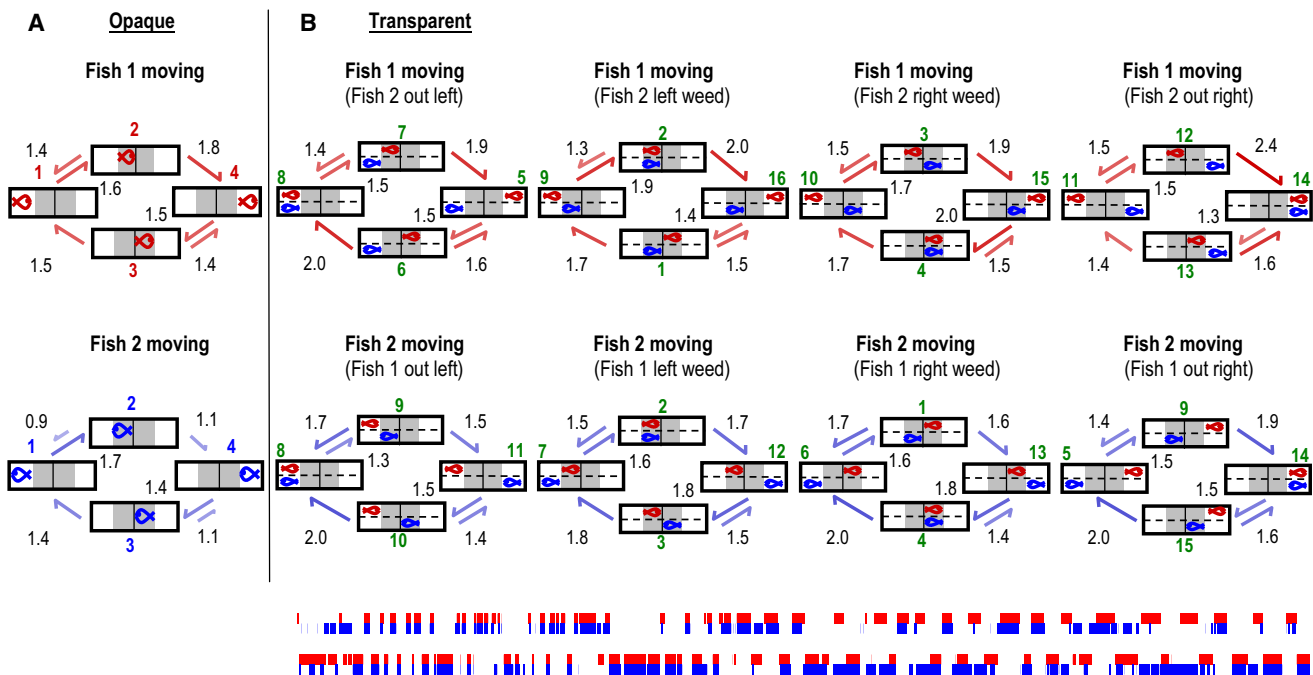 A Opaque B Transparent
Fish 1 moving Fish 1 moving Fish 1 moving Fish 1 moving Fish 1 moving
(Fish 2 out left) (Fish 2 left weed) (Fish 2 right weed) (Fish 2 out right)
2 7 2 3 12
1.4 1.8 1.4 1.9 1.3 2.0 1.5 1.9 1.5 2.4
1 4 8 5 9 16 10 15 11 14
1.6 1.5 1.9 1.7 1.5
1.5 1.5 1.4 2.0 1.3
1.5 1.4 2.0 1.6 1.7 1.5 1.7 1.5 1.4 1.6
3 6 1 4 13
Fish 2 moving Fish 2 moving Fish 2 moving Fish 2 moving Fish 2 moving
(Fish 1 out left) (Fish 1 left weed) (Fish 1 right weed) (Fish 1 out right)
2 9 2 1 9
0.9 1.1 1.7 1.5 1.5 1.7 1.7 1.6 1.4 1.9
1 4 8 11 7 12 6 13 5 14
1.7 1.3 1.6 1.6 1.5
1.4 1.5 1.8 1.8 1.5
1.4 1.1 2.0 1.4 1.8 1.5 2.0 1.4 2.0 1.6
3 10 3 4 15